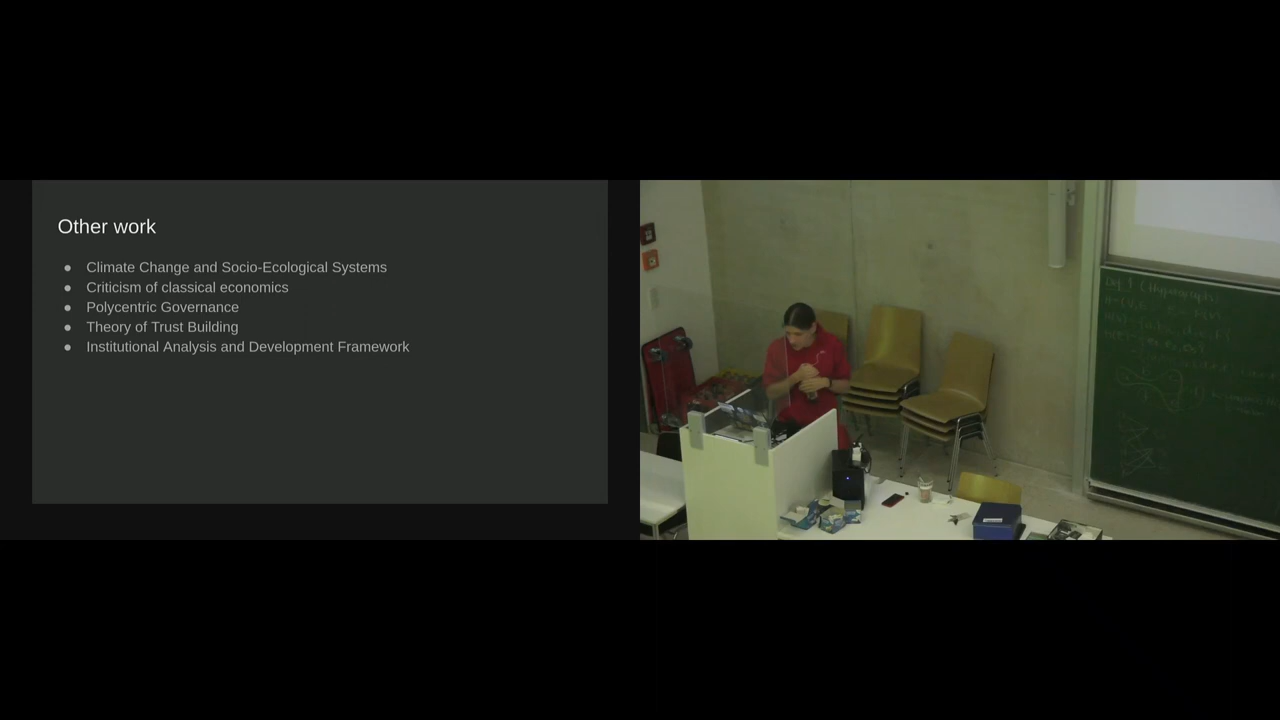 Other work
● Climate Change and Socio-Ecological Systems
● Criticism of classical economics
● Polycentric Governance
● Theory of Trust Building
● Institutional Analysis and Development Framework